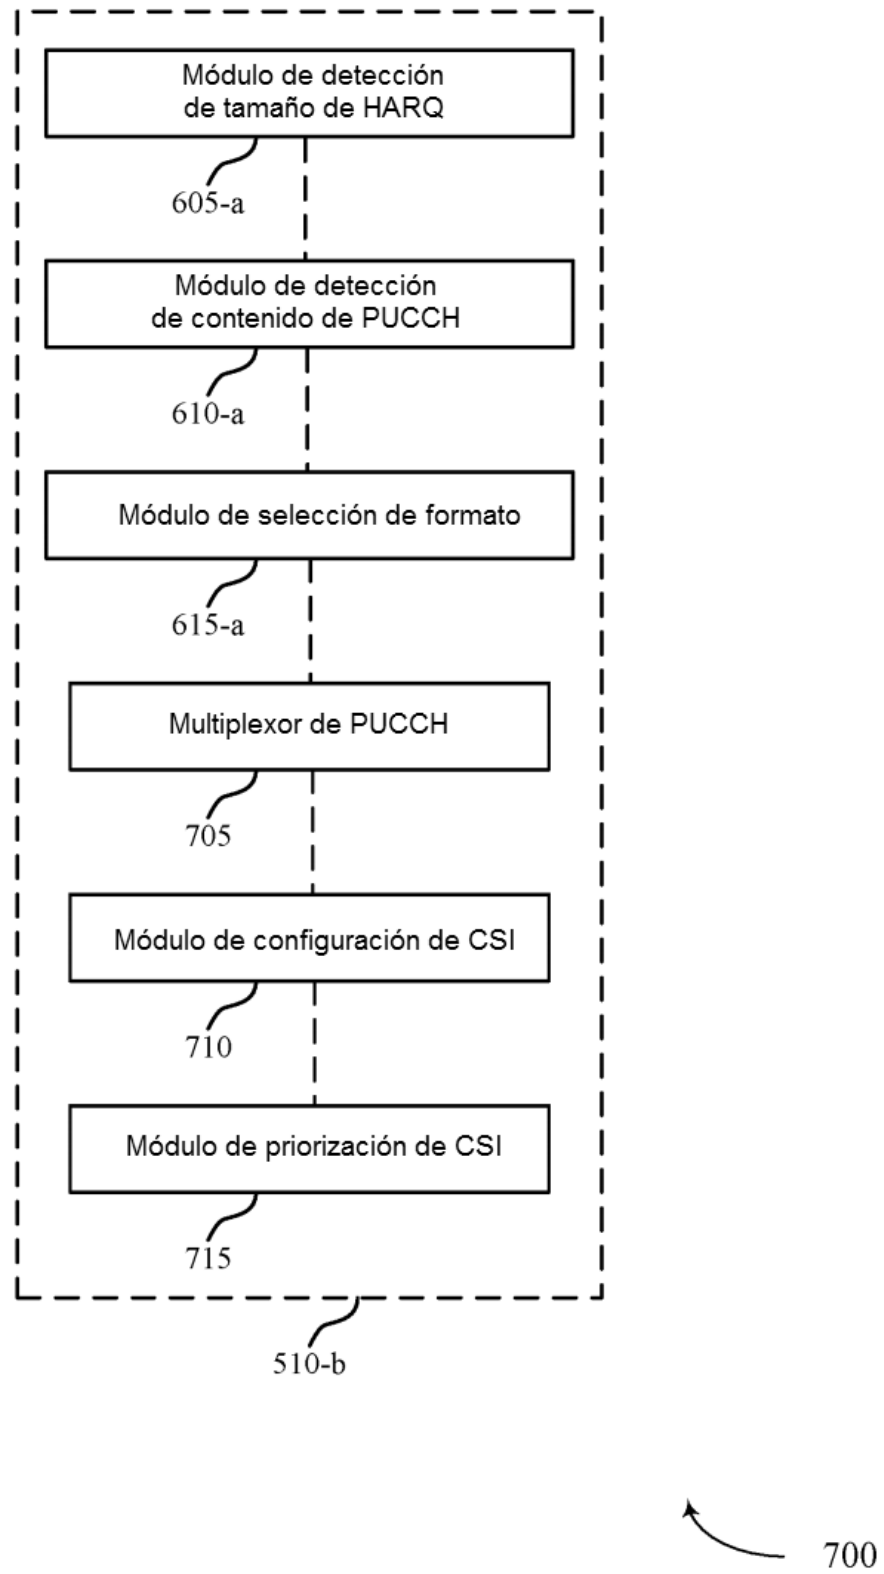 Módulo de detección
de tamaño de HARQ
605-a
Módulo de detección
de contenido de PUCCH
610-a
Módulo de selección de formato
615-a
Multiplexor de PUCCH
705
Módulo de configuración de CSI
710
Módulo de priorización de CSI
715
510-b
700